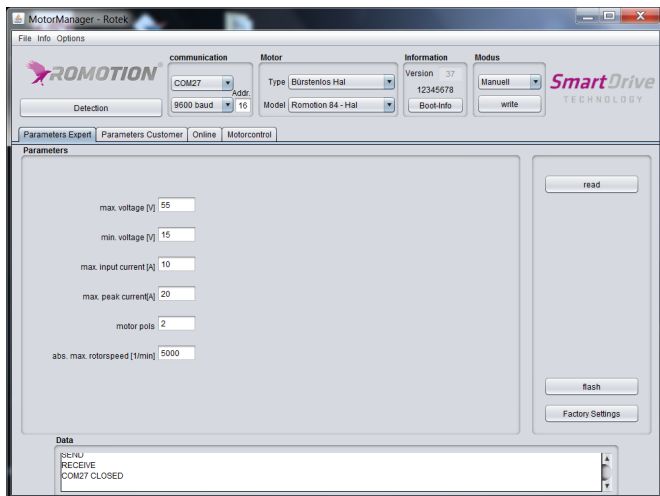 MotorManager - Rotek
File Info Options
communication
Motor
Information
Modus
ROMOTION®
COM27
Addr.
9600 baud 16
Detection
Type Bürstenlos Hal
Model Romotion 84 - Hal
Version 37
12345678
Boot-Info
Manuell
write
SmartDrive
TECHNOLOGY
Parameters Expert Parameters Customer Online Motorcontrol
Parameters
max. voltage [V] 55
min. voltage [V] 15
max. input current [A] 10
max. peak current[A] 20
motor pols 2
abs. max. rotorspeed [1/min] 5000
read
flash
Factory Settings
Data
SEND
RECEIVE
COM27 CLOSED